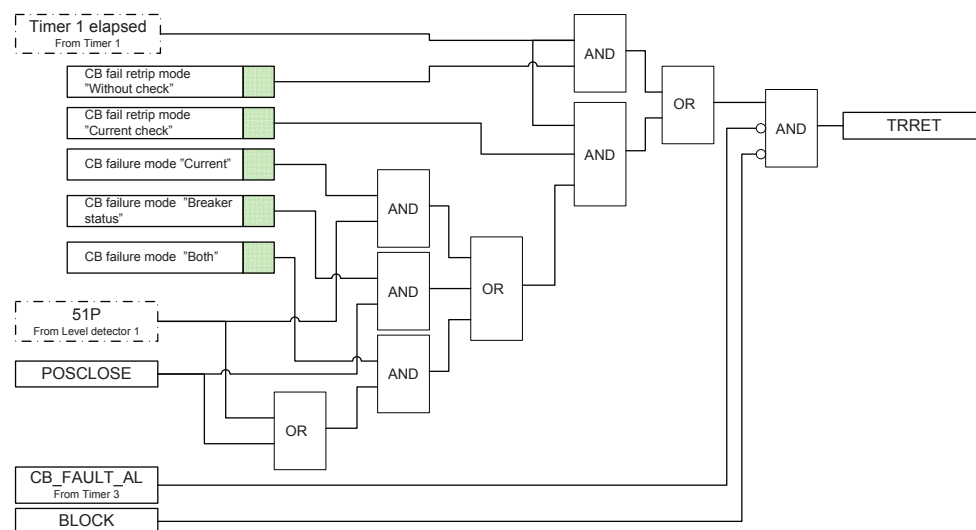 Timer 1 elapsed
From Timer 1
CB fail retrip mode
”Without check”
CB fail retrip mode
”Current check”
CB failure mode ”Current”
CB failure mode ”Breaker
status”
CB failure mode ”Both”
51P
From Level detector 1
POSCLOSE
CB_FAULT_AL
From Timer 3
BLOCK
OR
AND
AND
AND
OR
AND
AND
OR
AND
TRRET